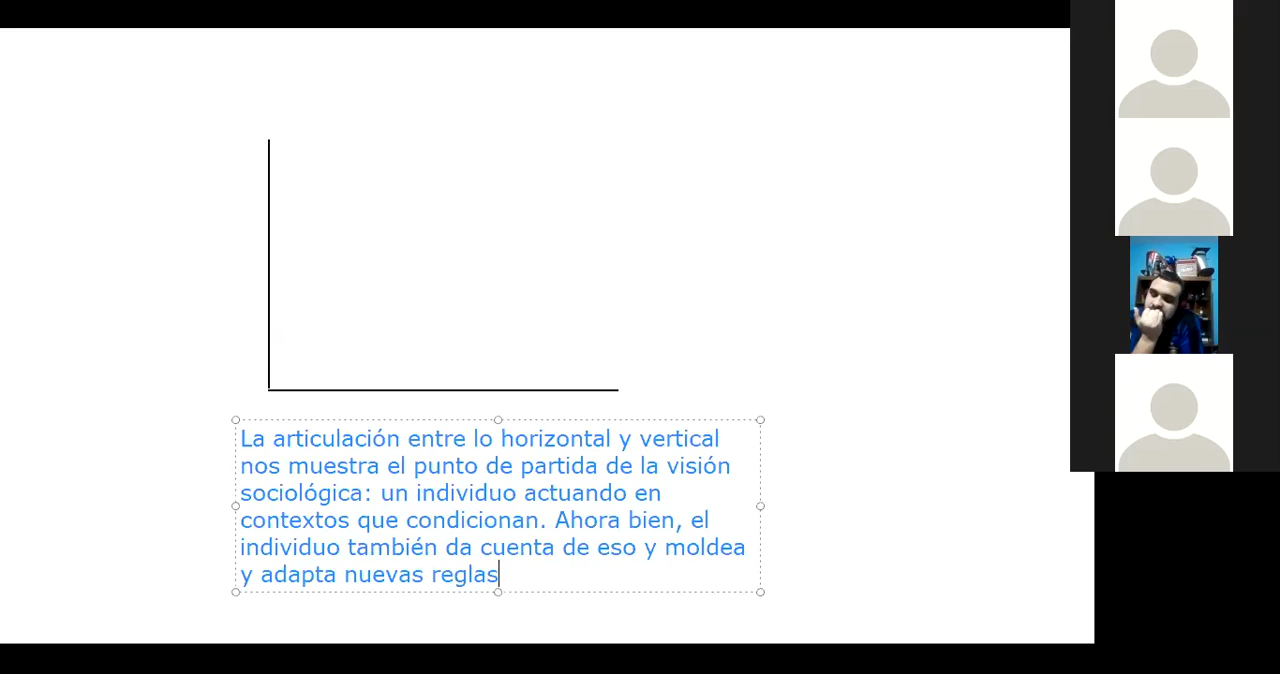 La articulación entre lo horizontal y vertical
nos muestra el punto de partida de la visión
sociológica: un individuo actuando en
contextos que condicionan. Ahora bien, el
individuo también da cuenta de eso y moldea
y adapta nuevas reglas